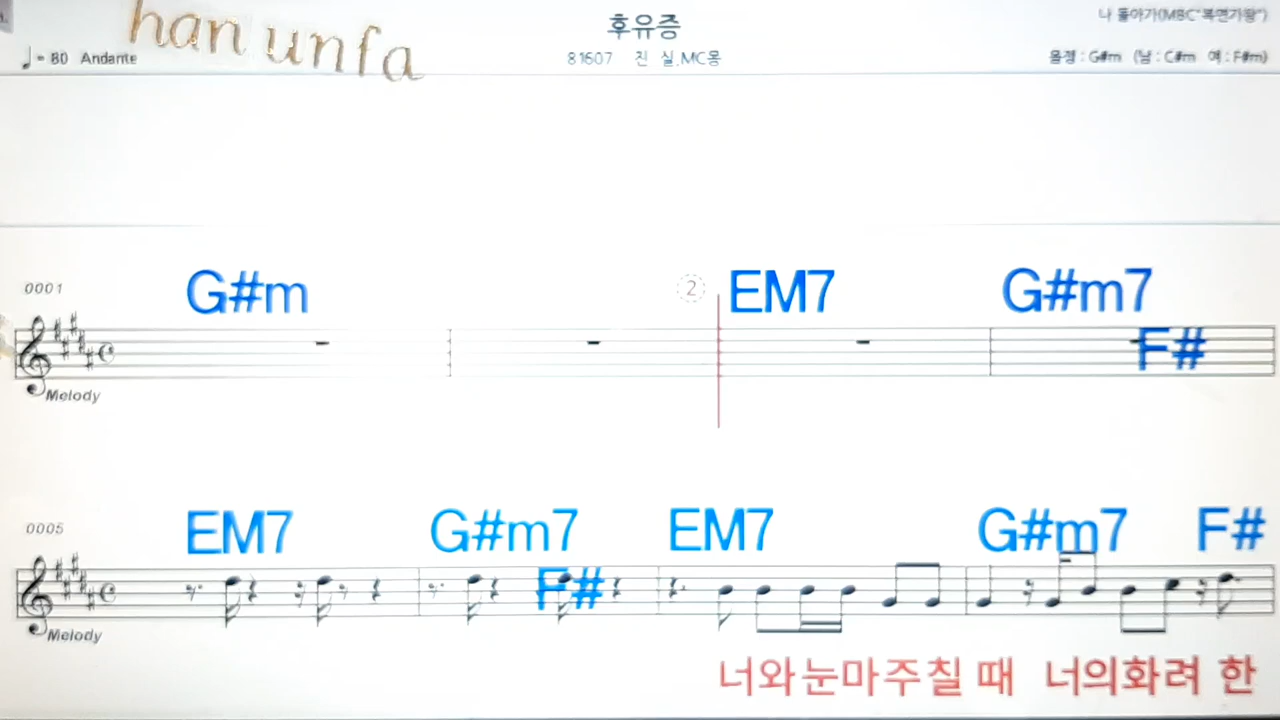 han unfa
후유증
나 돌아가(MBC"복면가왕")
♩= 80 Andante
81607 진 실,MC몽
음정 : G#m (남 : C#m 여 : F#m)
0001
G#m
2
EM7
G#m7
F#
Melody
0005
EM7
G#m7
F#
EM7
G#m7
F#
Melody
너와눈마주칠 때 너의화려 한